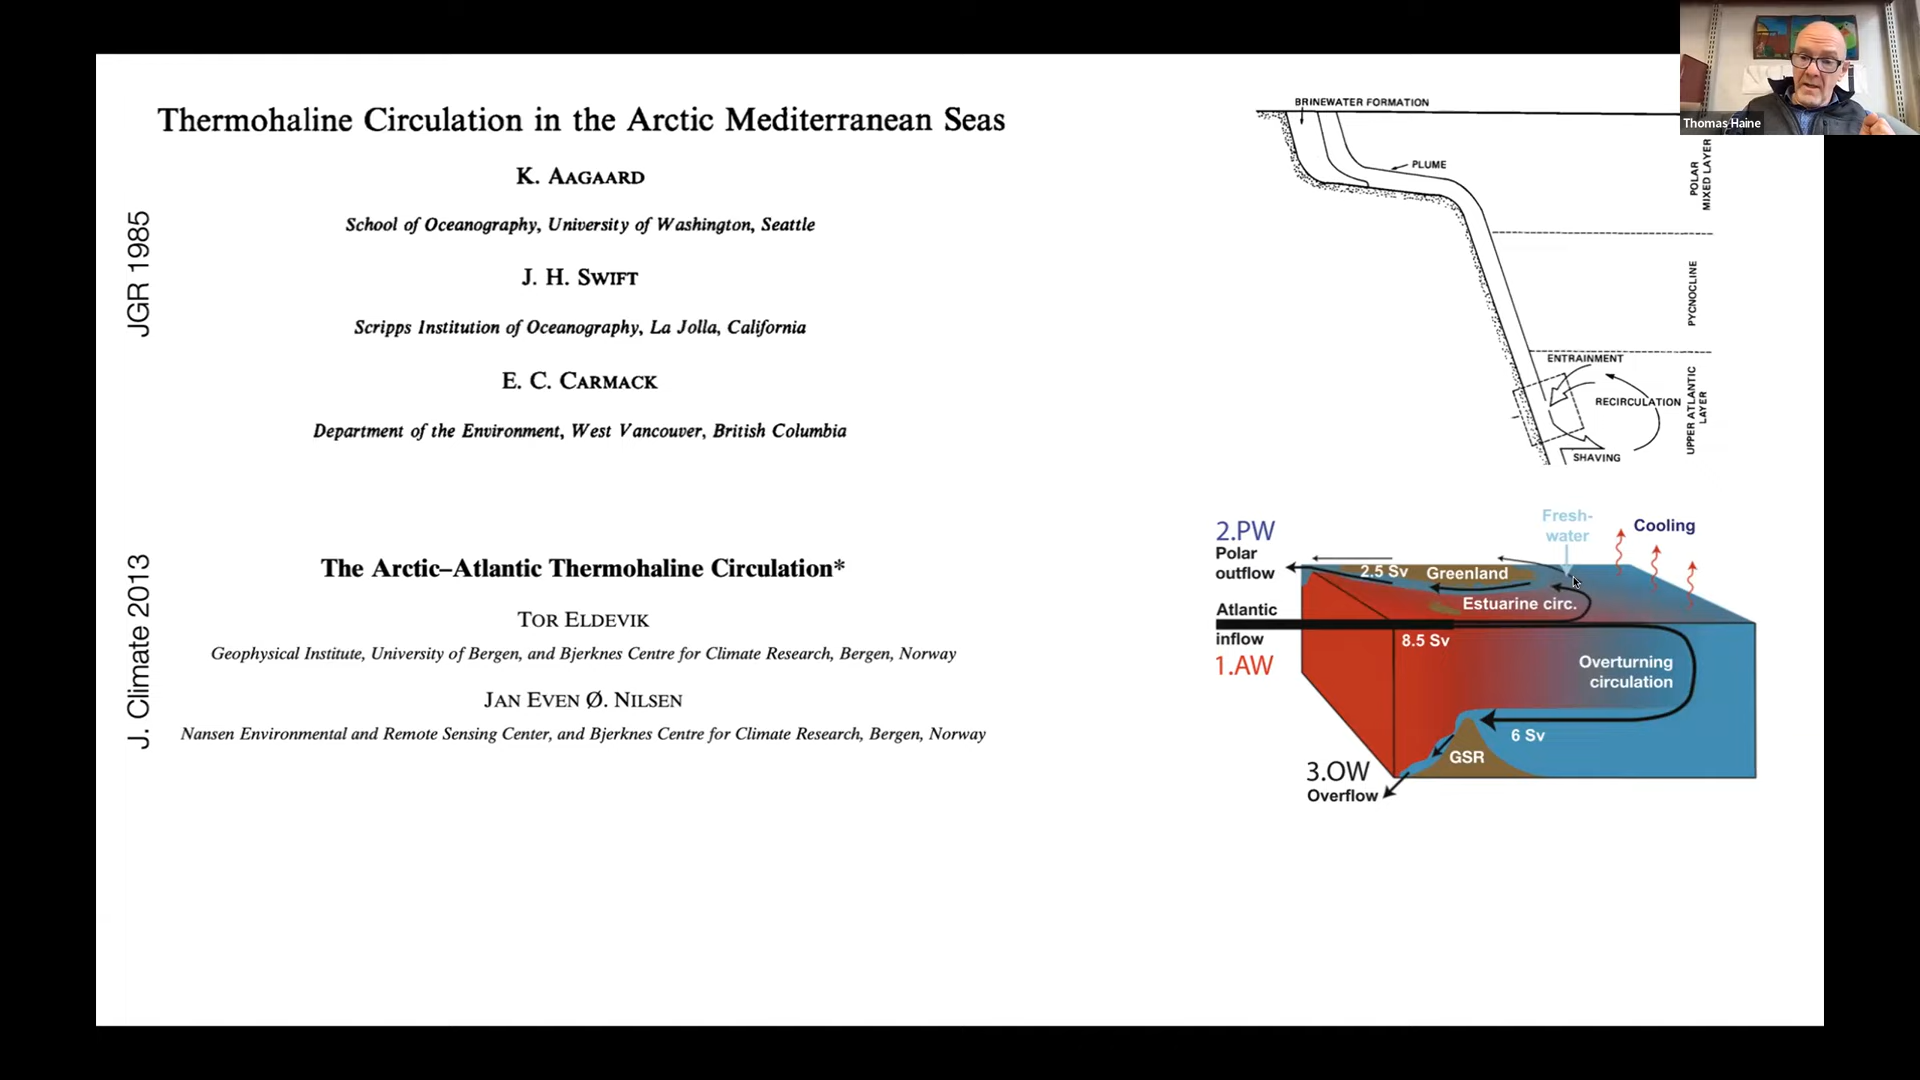 Thermohaline Circulation in the Arctic Mediterranean Seas
K. AAGAARD
School of Oceanography, University of Washington, Seattle
J. H. SWIFT
Scripps Institution of Oceanography, La Jolla, California
E. C. CARMACK
Department of the Environment, West Vancouver, British Columbia
JGR 1985
The Arctic–Atlantic Thermohaline Circulation*
TOR ELDEVIK
Geophysical Institute, University of Bergen, and Bjerknes Centre for Climate Research, Bergen, Norway
JAN EVEN Ø. NILSEN
Nansen Environmental and Remote Sensing Center, and Bjerknes Centre for Climate Research, Bergen, Norway
J. Climate 2013
BRINEWATER FORMATION
PLUME
POLAR
MIXED LAYER
PYCNOCLINE
ENTRAINMENT
RECIRCULATION
UPPER ATLANTIC
LAYER
SHAVING
2.PW
Polar
outflow
Fresh-
water
Cooling
2.5 Sv
Greenland
Estuarine circ.
Atlantic
inflow
1.AW
8.5 Sv
Overturning
circulation
6 Sv
GSR
3.OW
Overflow
Thomas Haine